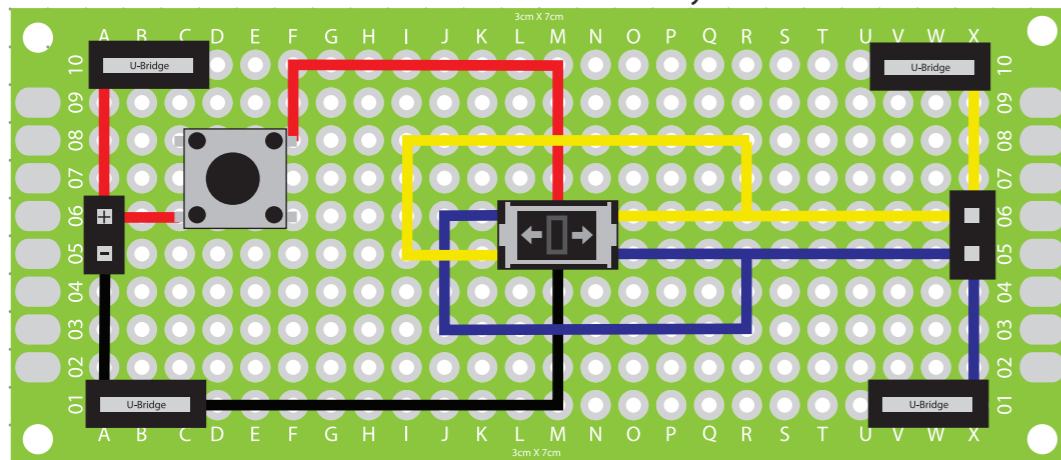 3cm X 7cm
A B C D E F G H I J K L M N O P Q R S T U V W X
10 U-Bridge U-Bridge 10
09 09
08 08
07 07
06 + 06
05 - 05
04 04
03 03
02 02
01 U-Bridge U-Bridge 01
A B C D E F G H I J K L M N O P Q R S T U V W X
3cm X 7cm